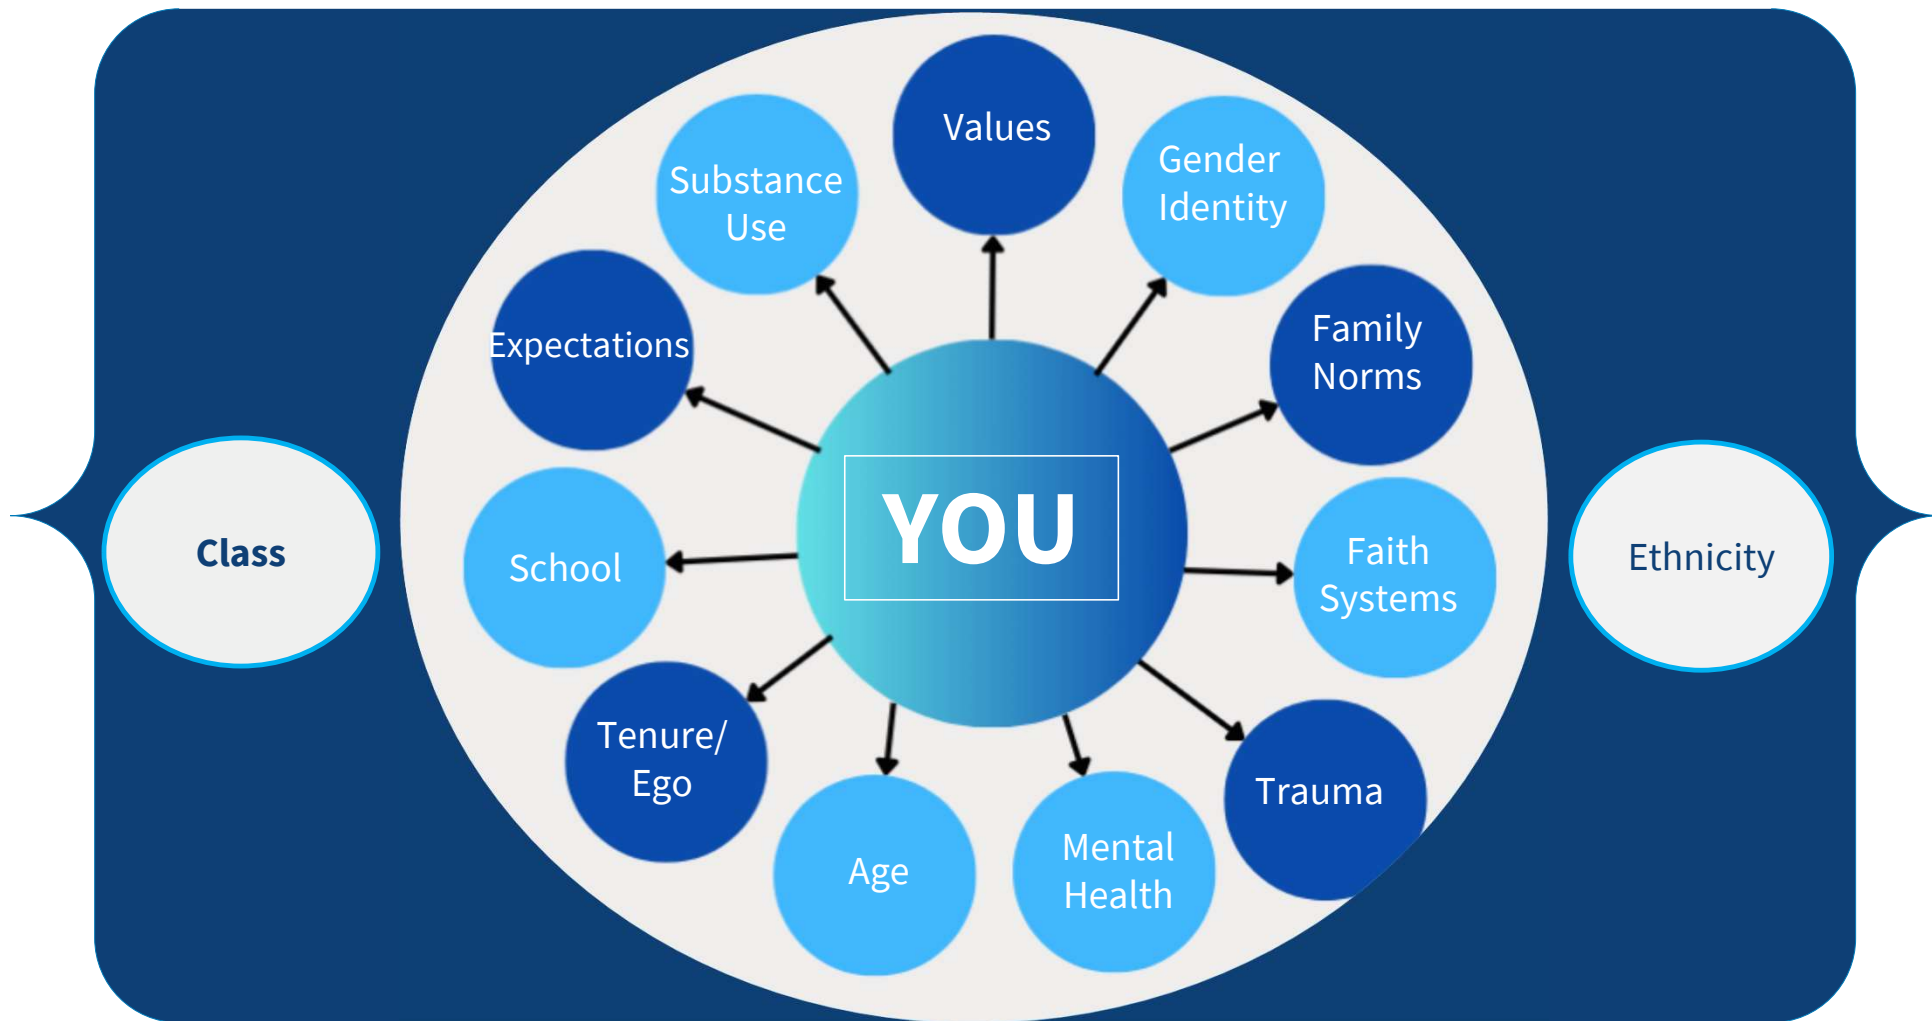 Values
Gender
Identity
Substance
Use
Family
Norms
Expectations
YOU
Class
School
Faith
Systems
Ethnicity
Tenure/
Ego
Trauma
Age
Mental
Health